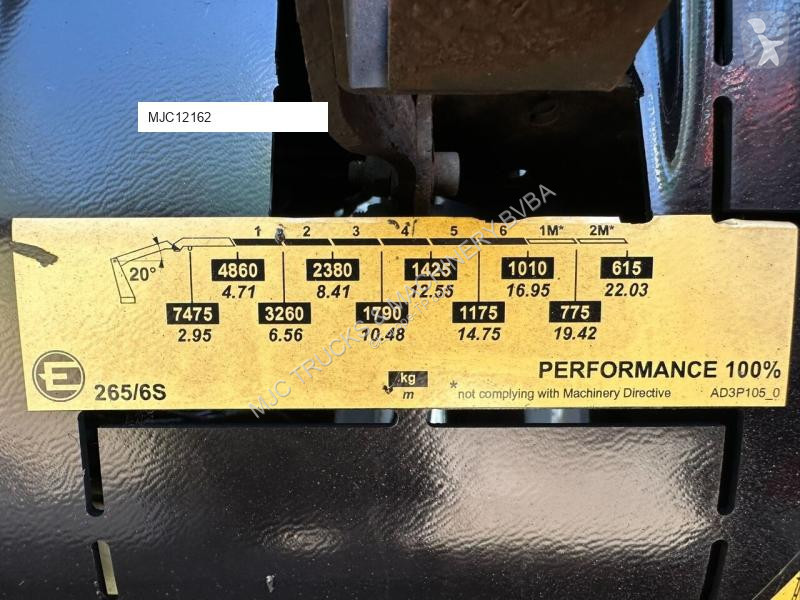 MJC12162
1 2 3 4 5 6 1M* 2M*
20°
4860 2380 1425 1010 615
4.71 8.41 12.55 16.95 22.03
7475 3260 1790 1175 775
2.95 6.56 10.48 14.75 19.42
E 265/6S
PERFORMANCE 100%
kg
m
*not complying with Machinery Directive AD3P105_0
MJC TRUCKS & MACHINERY BVBA